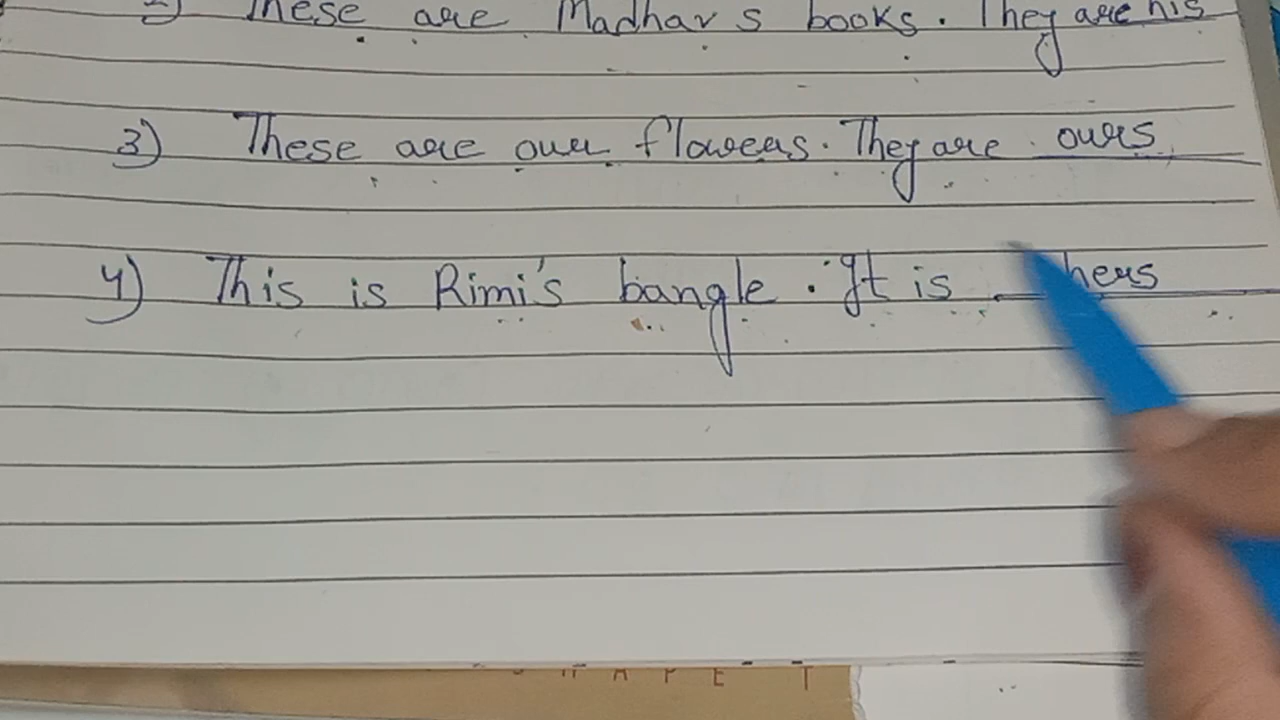 2) These are Madhav's books. They are his
3) These are our flowers. They are ours
4) This is Rimi's bangle. It is hers